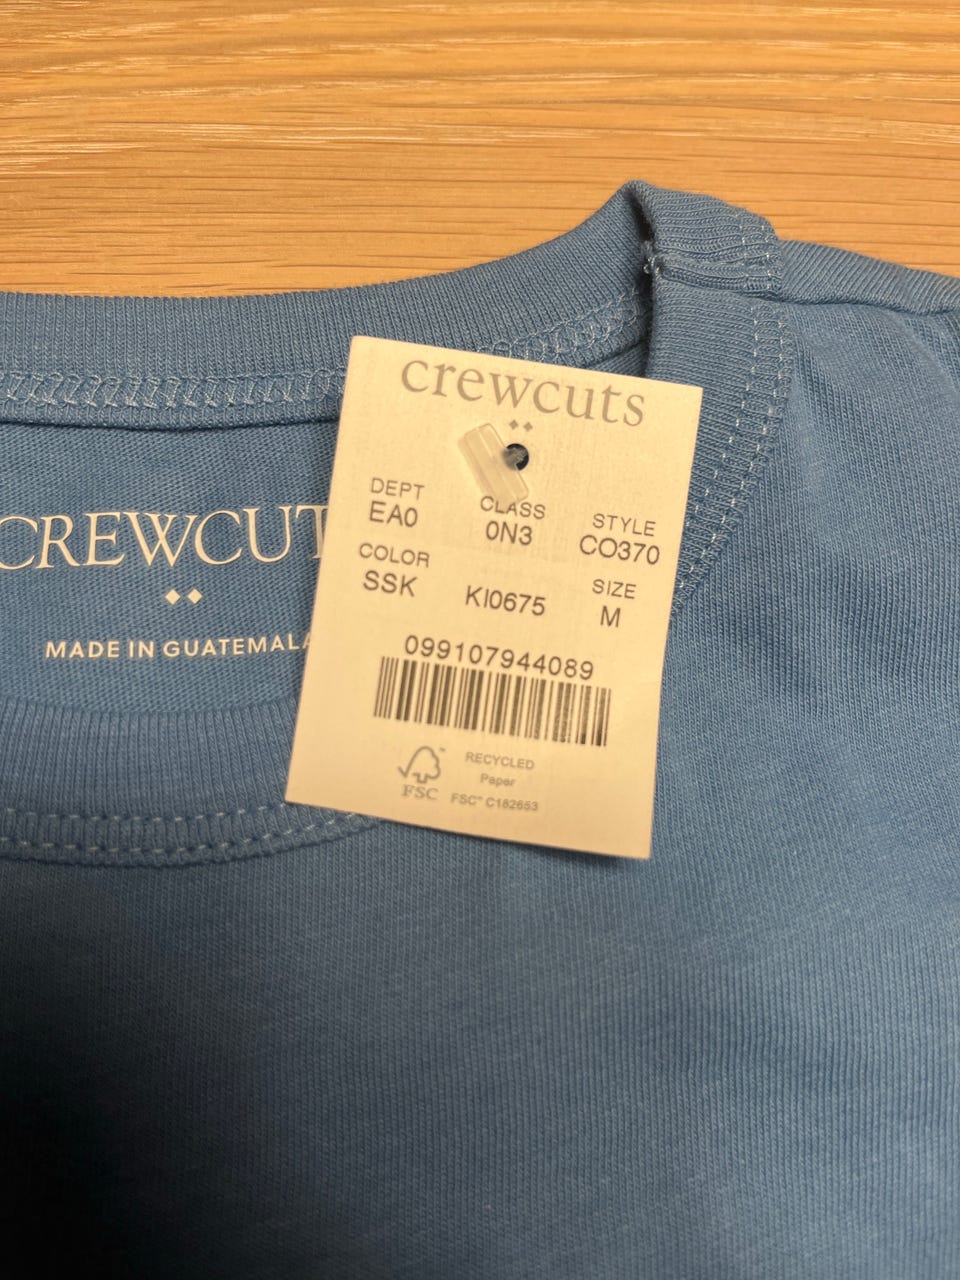 crewcuts
DEPT CLASS STYLE
EA0 0N3 CO370
COLOR SIZE
SSK KI0675 M
099107944089
FSC
RECYCLED
Paper
FSC™ C182653
CREWCUT
MADE IN GUATEMALA